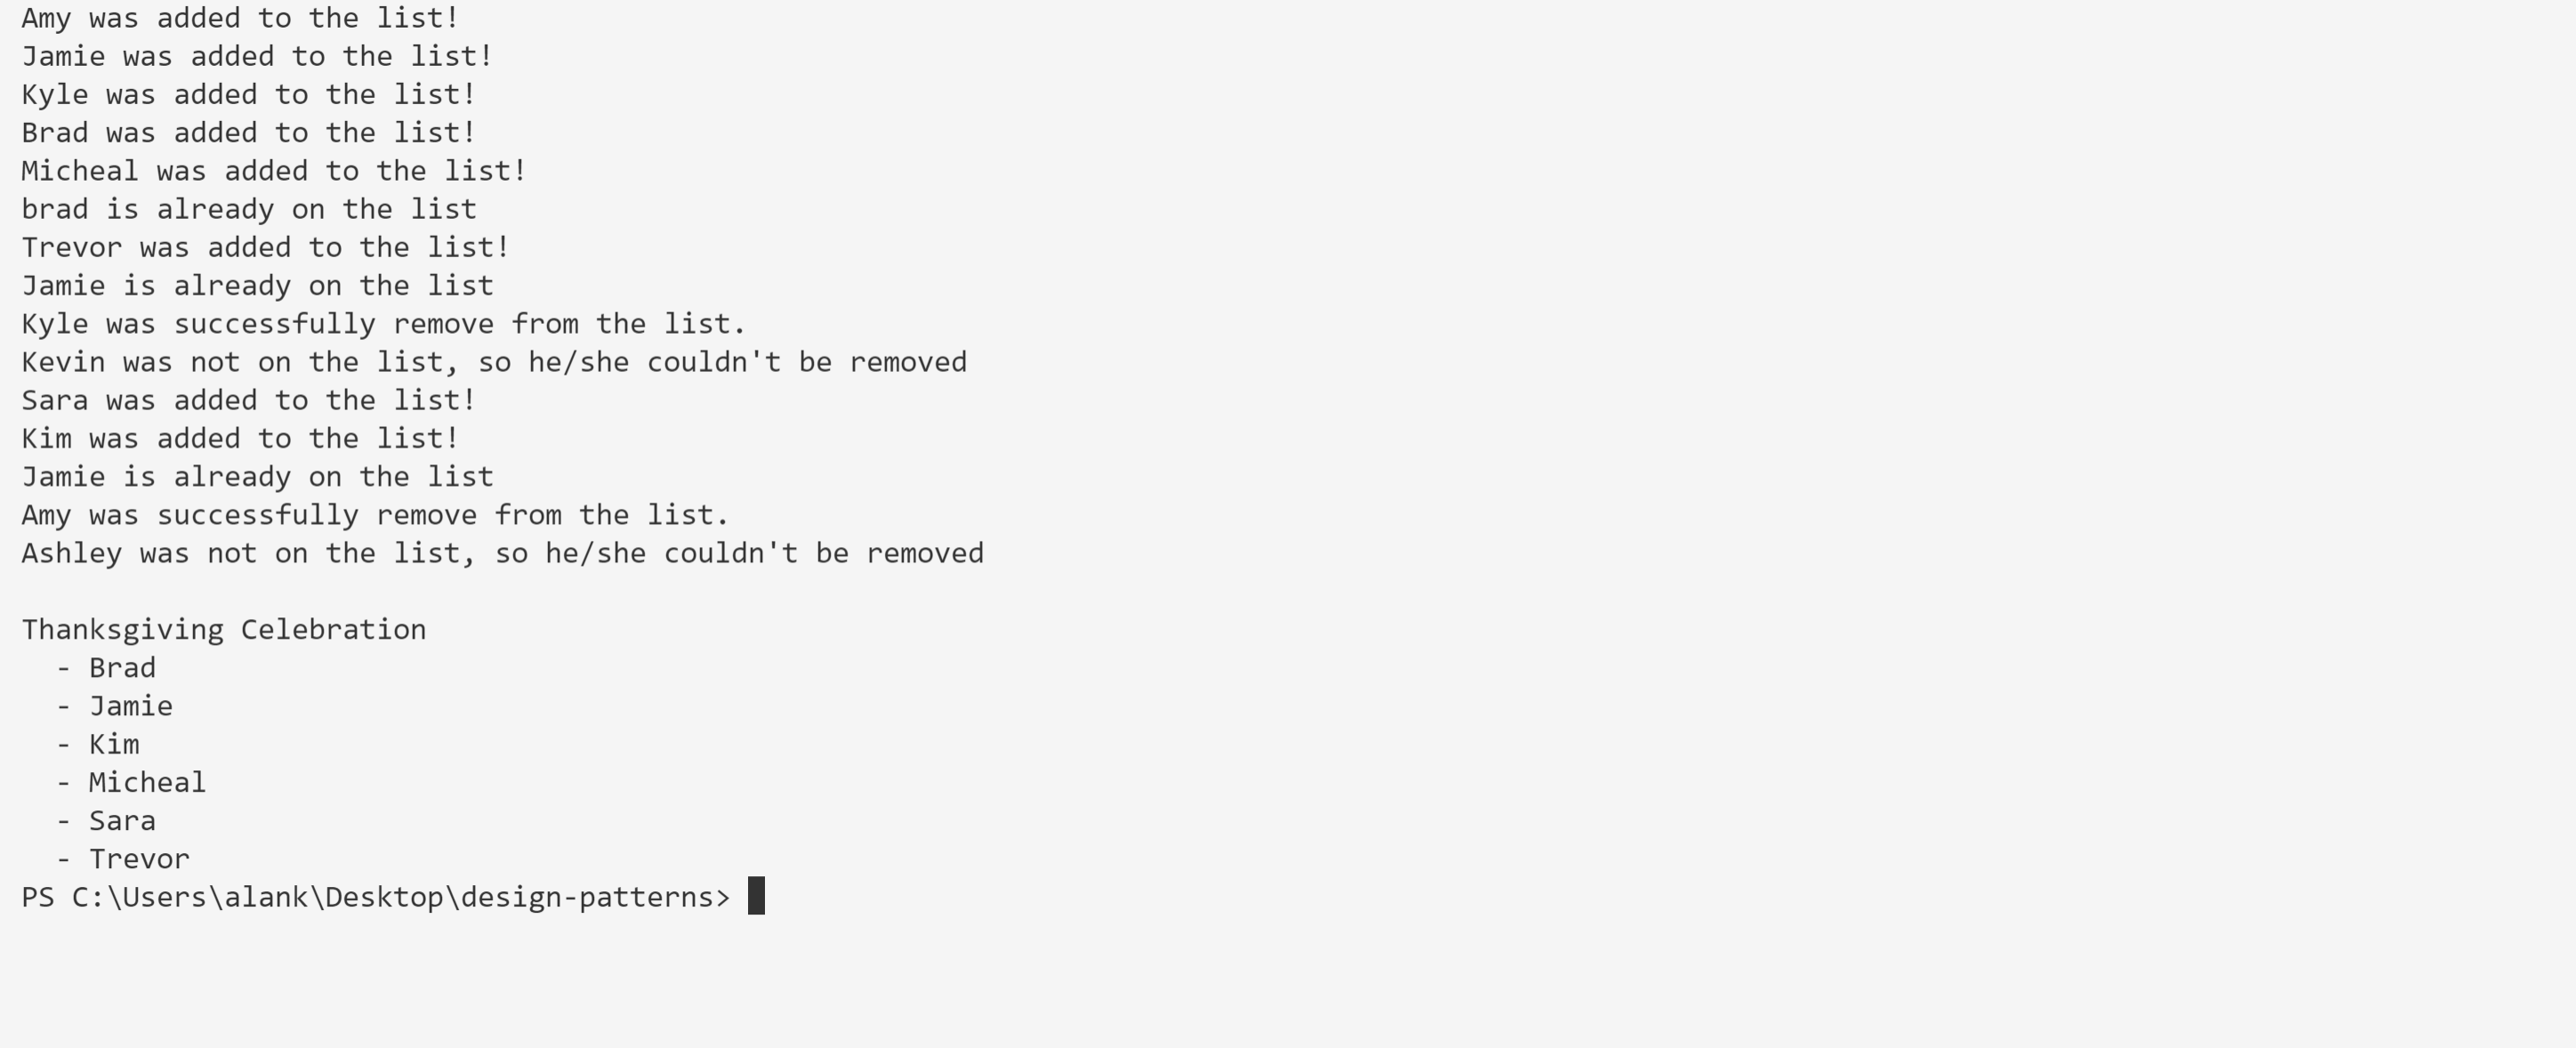 Amy was added to the list!
Jamie was added to the list!
Kyle was added to the list!
Brad was added to the list!
Micheal was added to the list!
brad is already on the list
Trevor was added to the list!
Jamie is already on the list
Kyle was successfully remove from the list.
Kevin was not on the list, so he/she couldn't be removed
Sara was added to the list!
Kim was added to the list!
Jamie is already on the list
Amy was successfully remove from the list.
Ashley was not on the list, so he/she couldn't be removed

Thanksgiving Celebration
  - Brad
  - Jamie
  - Kim
  - Micheal
  - Sara
  - Trevor
PS C:\Users\alank\Desktop\design-patterns>